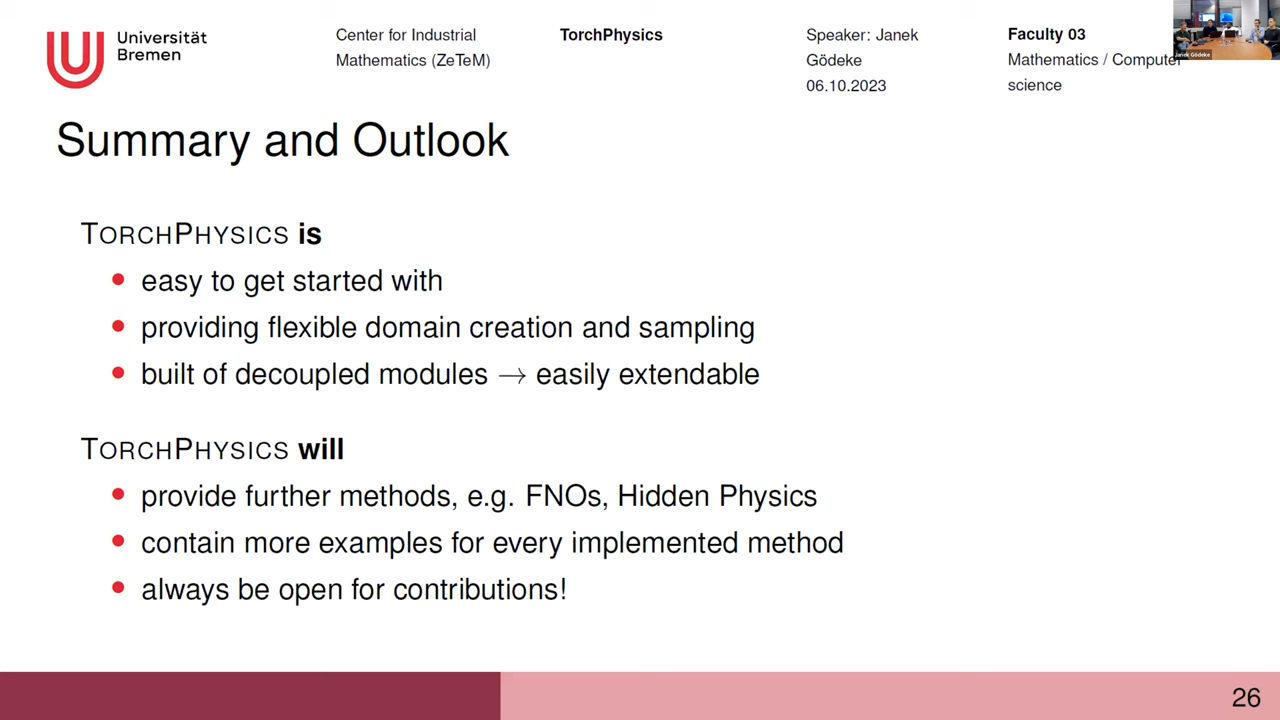 Universität
Bremen
Center for Industrial
Mathematics (ZeTeM)
TorchPhysics
Speaker: Janek
Gödeke
06.10.2023
Faculty 03
Mathematics / Computer
science
Janek Gödeke
Summary and Outlook
TORCHPHYSICS is
• easy to get started with
• providing flexible domain creation and sampling
• built of decoupled modules → easily extendable
TORCHPHYSICS will
• provide further methods, e.g. FNOs, Hidden Physics
• contain more examples for every implemented method
• always be open for contributions!
26